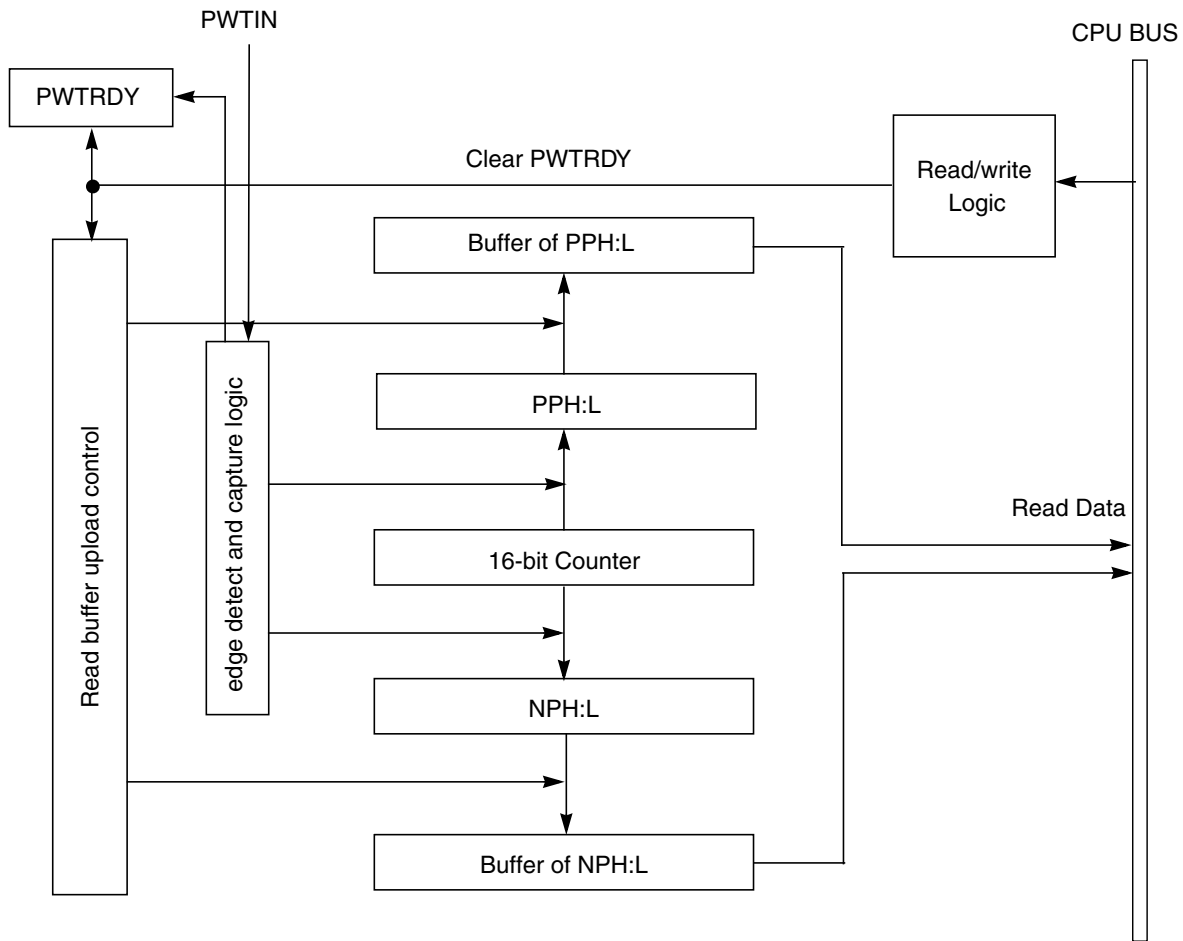 PWTIN
CPU BUS
PWTRDY
Clear PWTRDY
Read/write
Logic
Buffer of PPH:L
PPH:L
Read buffer upload control
edge detect and capture logic
Read Data
16-bit Counter
NPH:L
Buffer of NPH:L